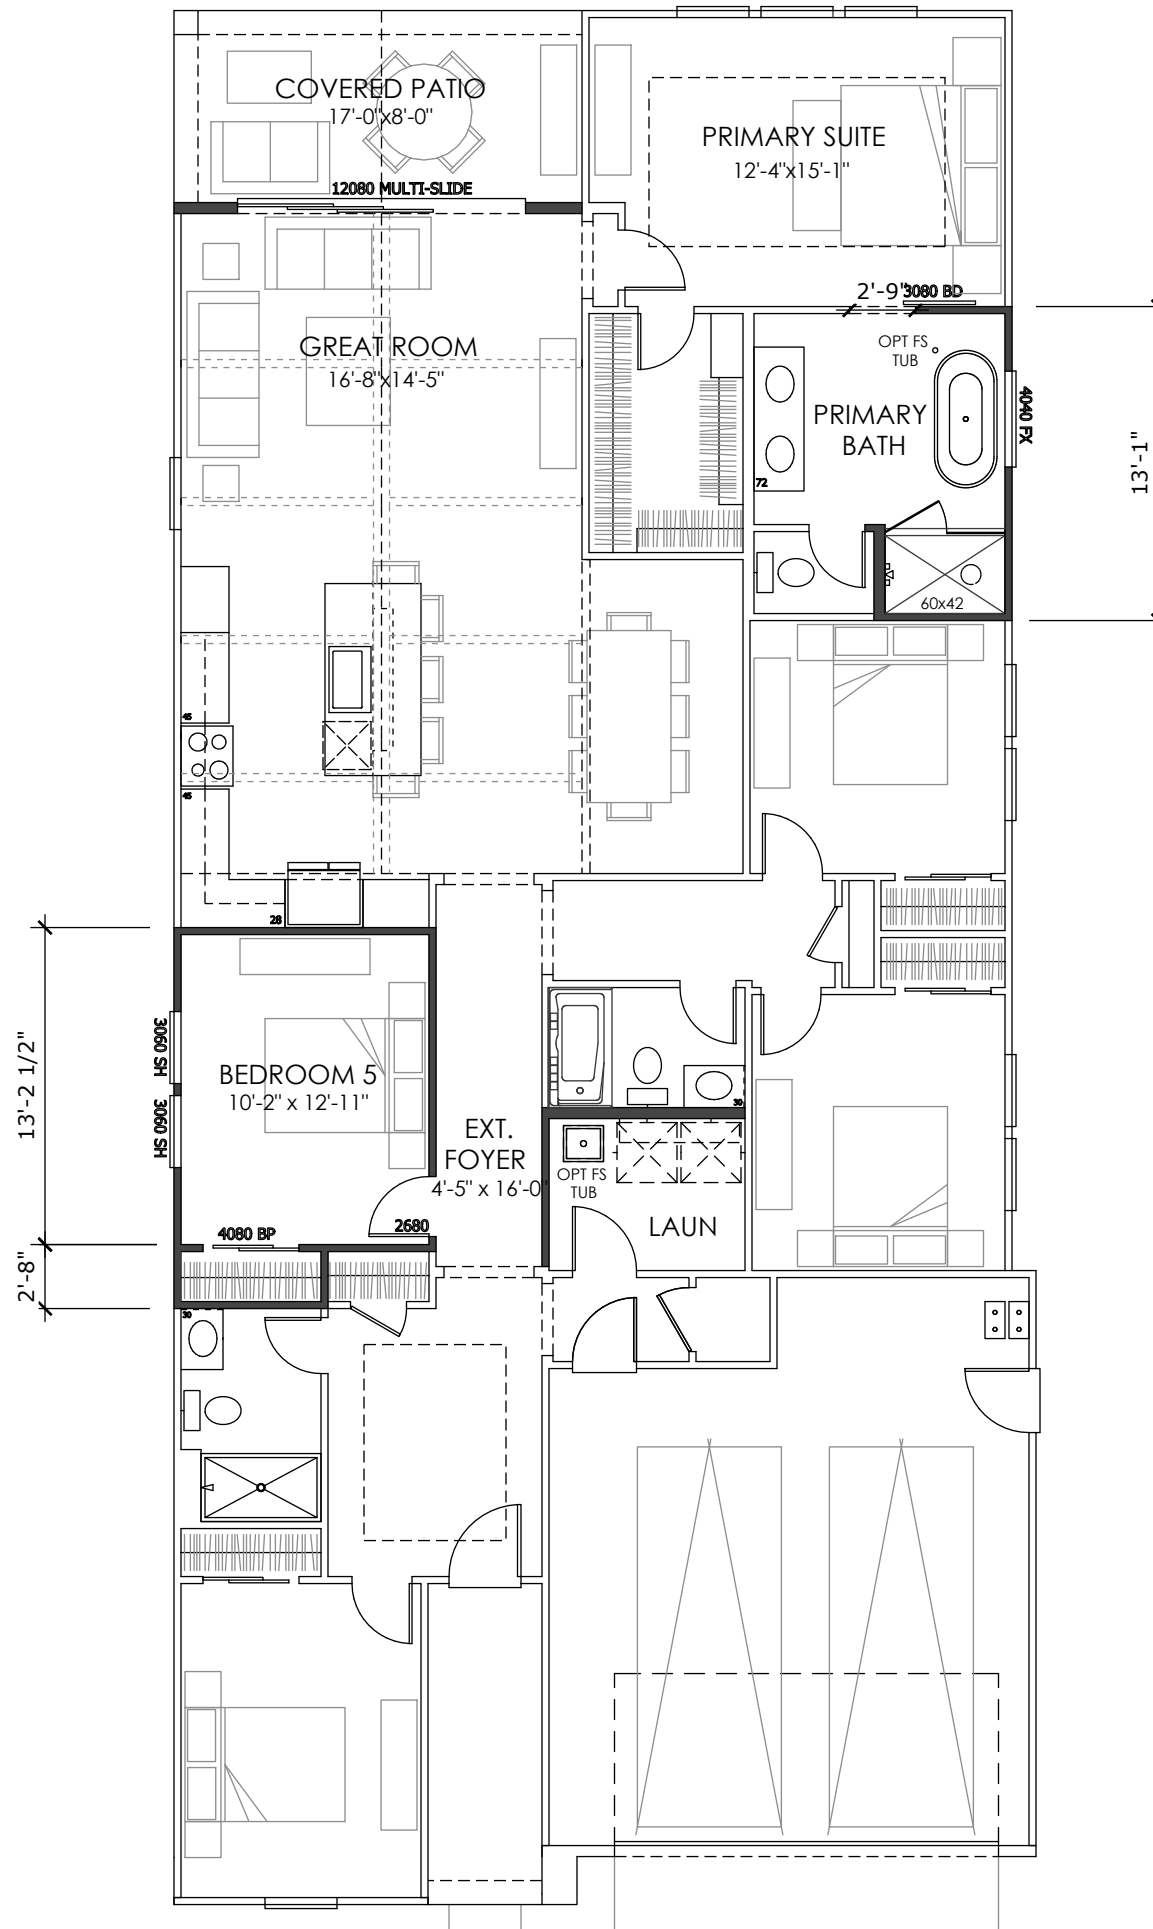 COVERED PATIO
17'-0"x8'-0"
12080 MULTI-SLIDE
PRIMARY SUITE
12'-4"x15'-1"
2'-9"
3080 BD
GREAT ROOM
16'-8"x14'-5"
OPT FS
TUB
PRIMARY
BATH
72
4040 FX
13'-1"
60x42
45
45
28
13'-2 1/2"
3060 SH
3060 SH
BEDROOM 5
10'-2" x 12'-11"
EXT.
FOYER
4'-5" x 16'-0"
30
OPT FS
TUB
LAUN
2680
4080 BP
2'-8"
30